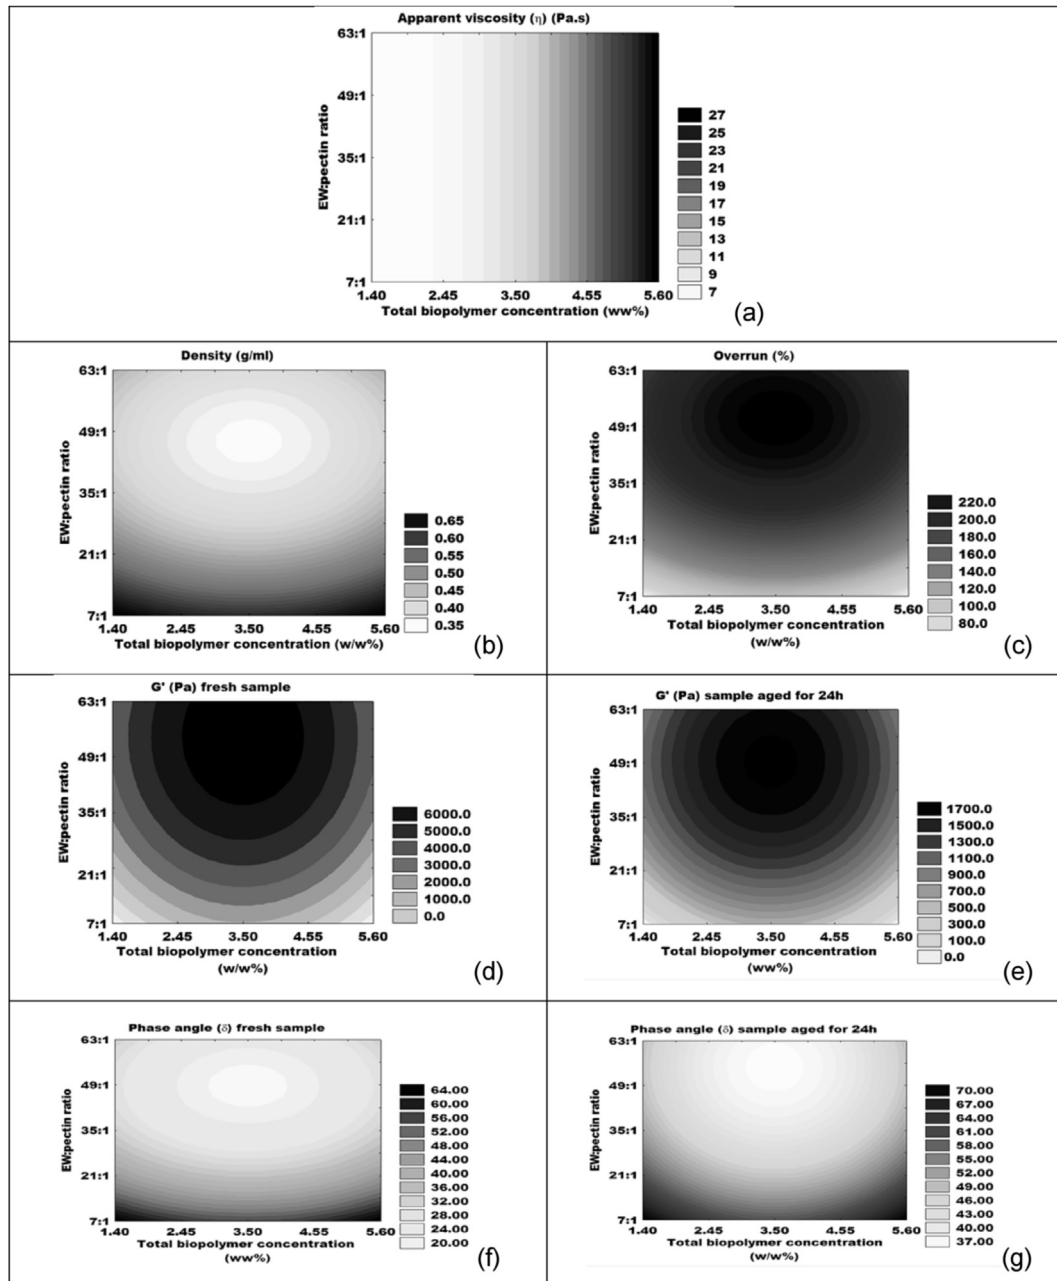 Apparent viscosity (η) (Pa.s)
63:1
49:1
35:1
21:1
7:1
EW:pectin ratio
1.40 2.45 3.50 4.55 5.60
Total biopolymer concentration (ww%)
27
25
23
21
19
17
15
13
11
9
7
(a)
Density (g/ml)
63:1
49:1
35:1
21:1
7:1
EW:pectin ratio
1.40 2.45 3.50 4.55 5.60
Total biopolymer concentration (w/w%)
0.65
0.60
0.55
0.50
0.45
0.40
0.35
(b)
Overrun (%)
63:1
49:1
35:1
21:1
7:1
EW:pectin ratio
1.40 2.45 3.50 4.55 5.60
Total biopolymer concentration
(w/w%)
220.0
200.0
180.0
160.0
140.0
120.0
100.0
80.0
(c)
G' (Pa) fresh sample
63:1
49:1
35:1
21:1
7:1
EW:pectin ratio
1.40 2.45 3.50 4.55 5.60
Total biopolymer concentration
(w/w%)
6000.0
5000.0
4000.0
3000.0
2000.0
1000.0
0.0
(d)
G' (Pa) sample aged for 24h
63:1
49:1
35:1
21:1
7:1
EW:pectin ratio
1.40 2.45 3.50 4.55 5.60
Total biopolymer concentration
(ww%)
1700.0
1500.0
1300.0
1100.0
900.0
700.0
500.0
300.0
100.0
0.0
(e)
Phase angle (δ) fresh sample
63:1
49:1
35:1
21:1
7:1
EW:pectin ratio
1.40 2.45 3.50 4.55 5.60
Total biopolymer concentration
(ww%)
64.00
60.00
56.00
52.00
48.00
44.00
40.00
36.00
32.00
28.00
24.00
20.00
(f)
Phase angle (δ) sample aged for 24h
63:1
49:1
35:1
21:1
7:1
EW:pectin ratio
1.40 2.45 3.50 4.55 5.60
Total biopolymer concentration
(w/w%)
70.00
67.00
64.00
61.00
58.00
55.00
52.00
49.00
46.00
43.00
40.00
37.00
(g)